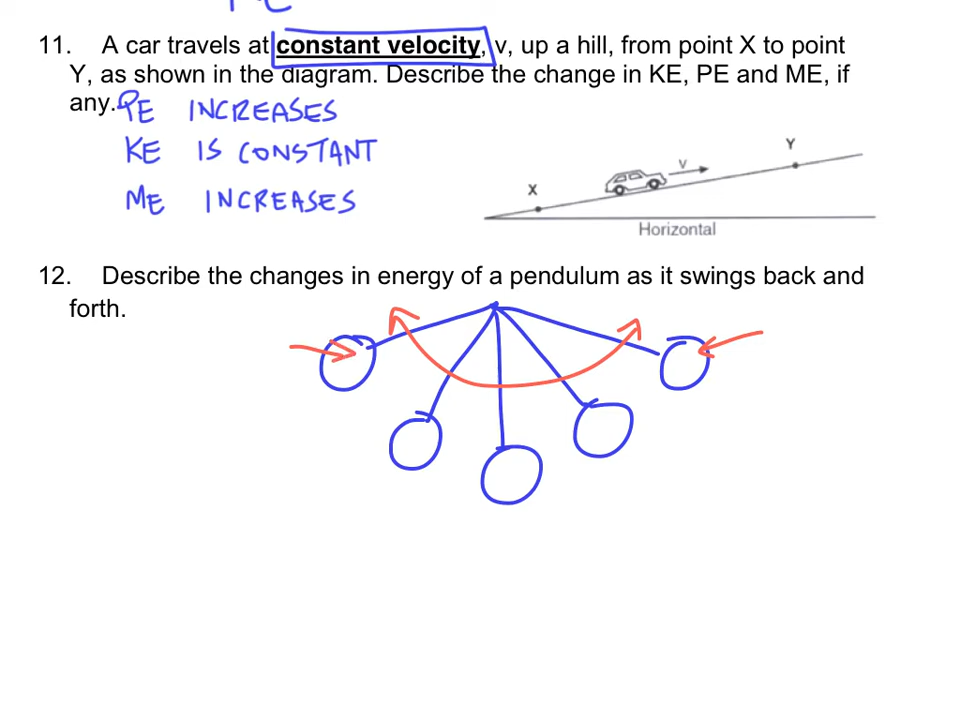 11. A car travels at constant velocity, v, up a hill, from point X to point
Y, as shown in the diagram. Describe the change in KE, PE and ME, if
any.
PE INCREASES
KE IS CONSTANT
ME INCREASES
X
v
Y
Horizontal
12. Describe the changes in energy of a pendulum as it swings back and
forth.